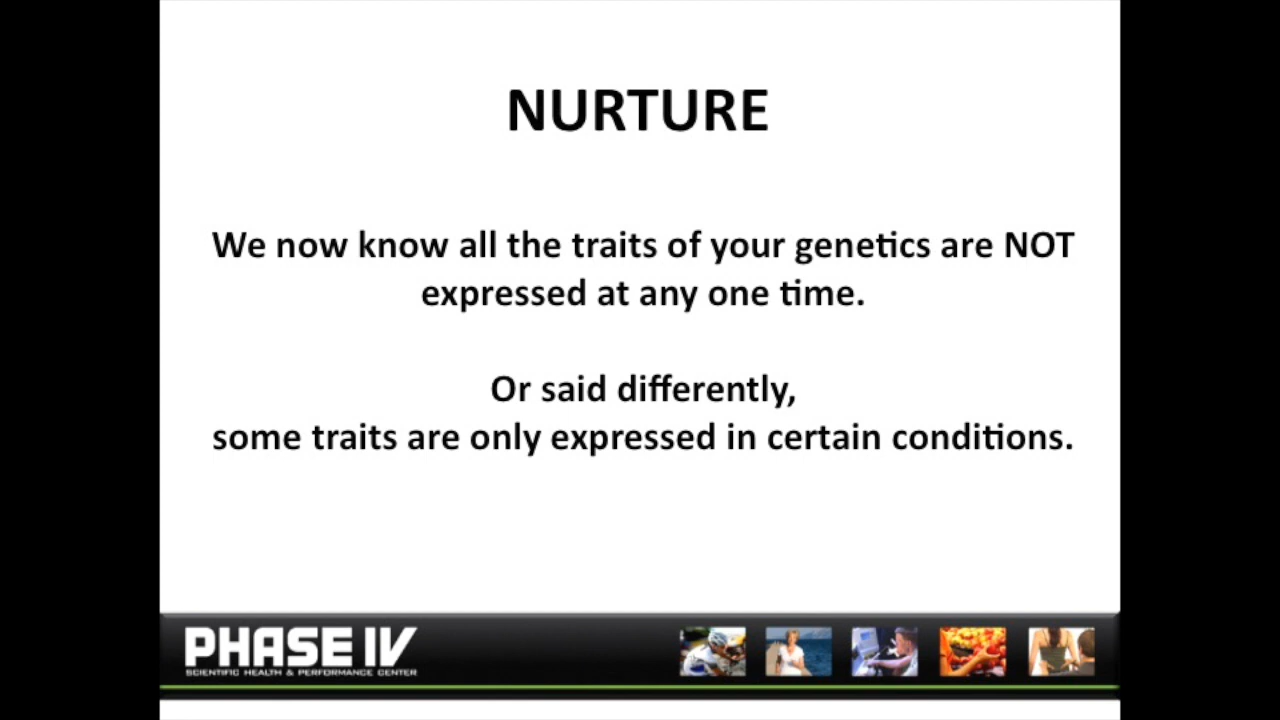 NURTURE
We now know all the traits of your genetics are NOT
expressed at any one time.
Or said differently,
some traits are only expressed in certain conditions.
PHASE IV
SCIENTIFIC HEALTH & PERFORMANCE CENTER